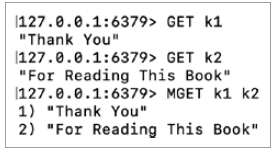 127.0.0.1:6379> GET k1
"Thank You"
127.0.0.1:6379> GET k2
"For Reading This Book"
127.0.0.1:6379> MGET k1 k2
1) "Thank You"
2) "For Reading This Book"